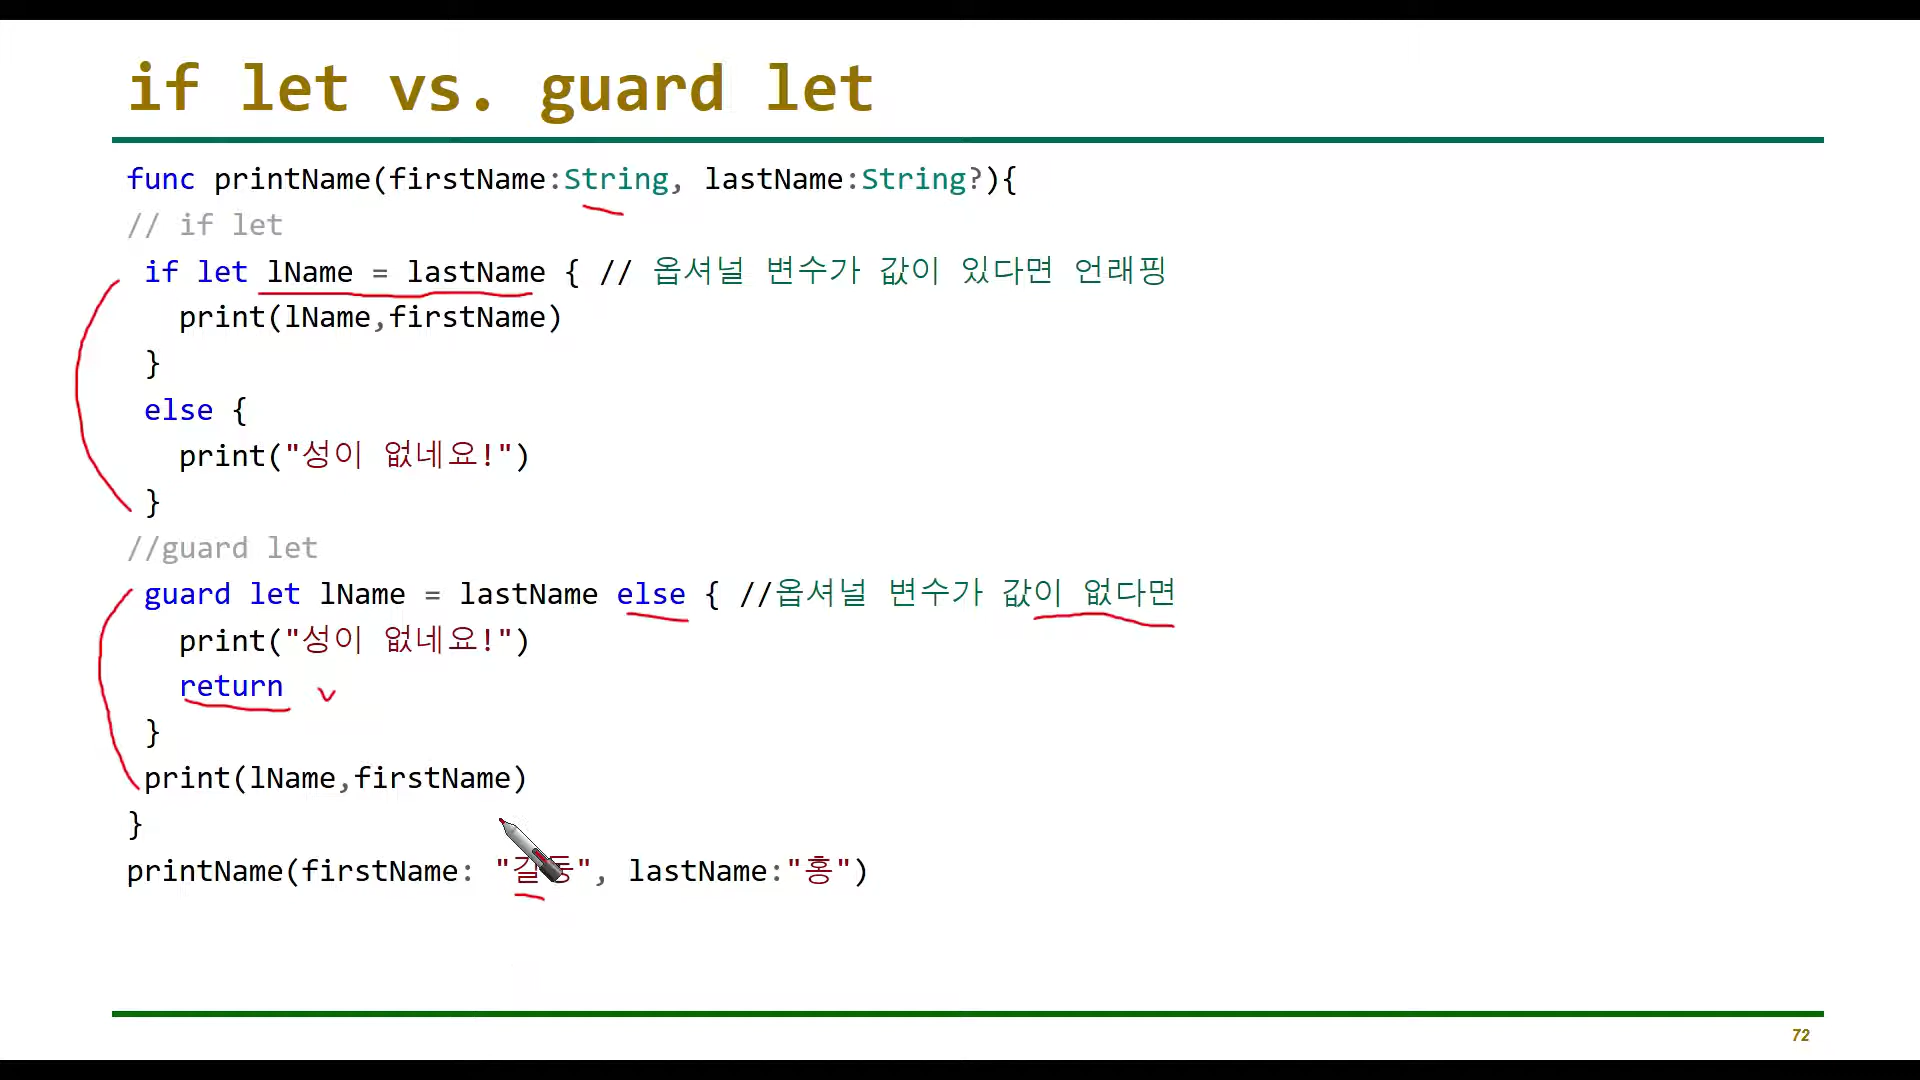 if let vs. guard let
func printName(firstName:String, lastName:String?){
// if let
if let lName = lastName { // 옵셔널 변수가 값이 있다면 언래핑
print(lName,firstName)
}
else {
print("성이 없네요!")
}
//guard let
guard let lName = lastName else { //옵셔널 변수가 값이 없다면
print("성이 없네요!")
return
}
print(lName,firstName)
}
printName(firstName: "길동", lastName:"홍")
72